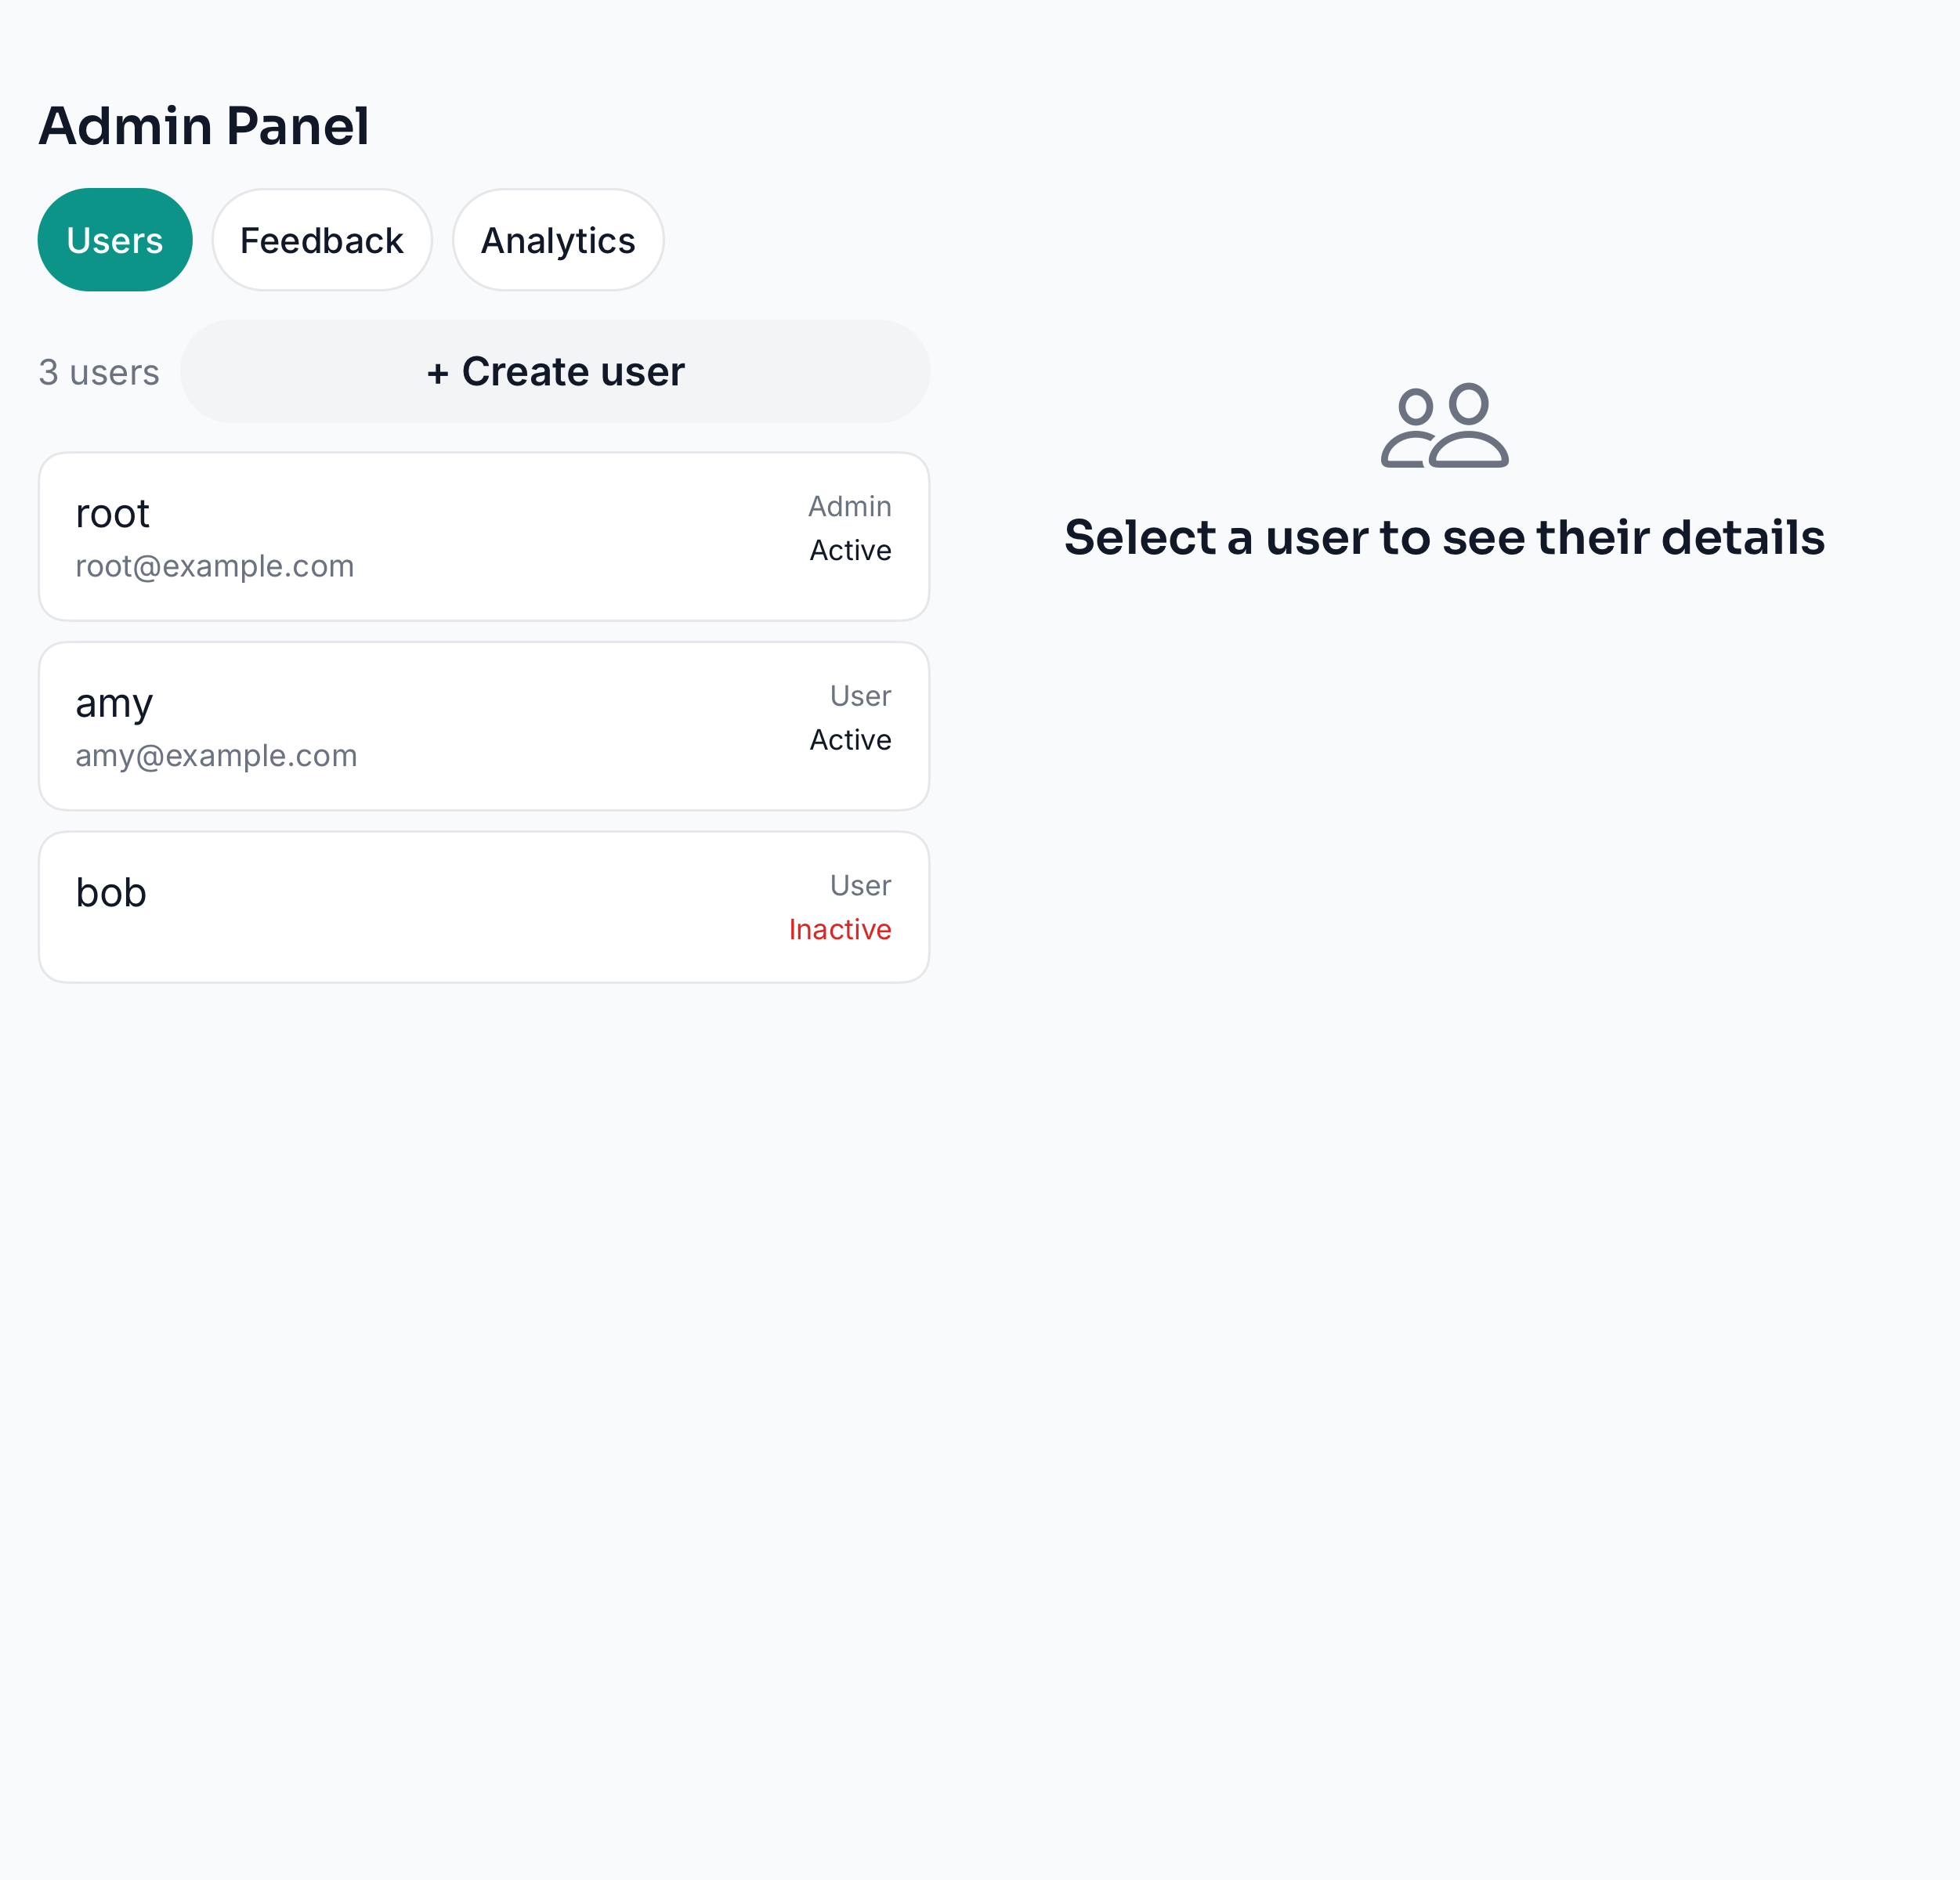 Admin Panel
Users
Feedback
Analytics
3 users
+ Create user
root
root@example.com
Admin
Active
amy
amy@example.com
User
Active
bob
User
Inactive
Select a user to see their details